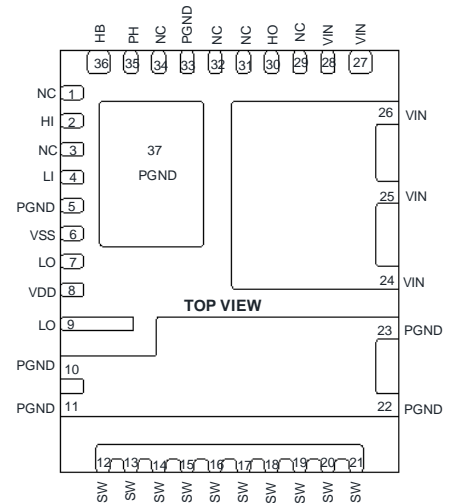 HB PH NC PGND NC NC HO NC VIN VIN
36 35 34 33 32 31 30 29 28 27
NC 1
HI 2
NC 3
LI 4
PGND 5
VSS 6
LO 7
VDD 8
LO 9
PGND 10
PGND 11
37
PGND
26 VIN
25 VIN
24 VIN
TOP VIEW
23 PGND
22 PGND
12 13 14 15 16 17 18 19 20 21
SW SW SW SW SW SW SW SW SW SW